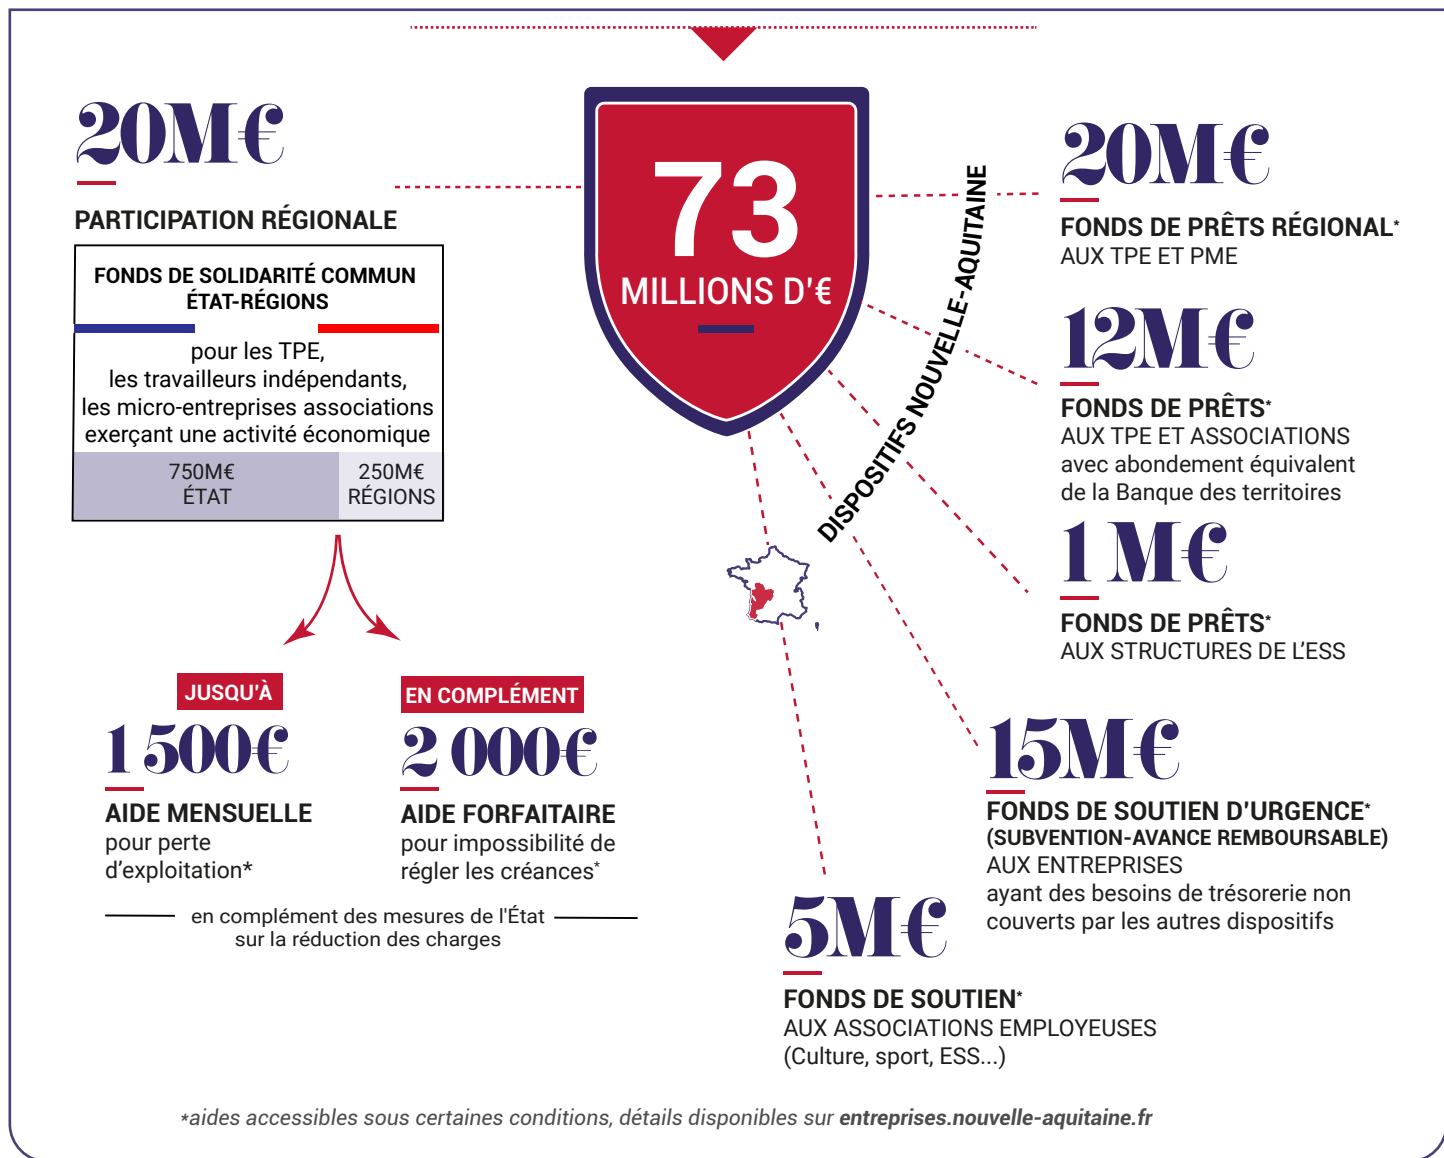 20M€
PARTICIPATION RÉGIONALE
FONDS DE SOLIDARITÉ COMMUN
ÉTAT-RÉGIONS
pour les TPE,
les travailleurs indépendants,
les micro-entreprises associations
exerçant une activité économique
750M€
ÉTAT
250M€
RÉGIONS
JUSQU'À
1 500€
AIDE MENSUELLE
pour perte
d'exploitation*
EN COMPLÉMENT
2 000€
AIDE FORFAITAIRE
pour impossibilité de
régler les créances*
en complément des mesures de l'État
sur la réduction des charges
73
MILLIONS D'€
DISPOSITIFS NOUVELLE-AQUITAINE
20M€
FONDS DE PRÊTS RÉGIONAL*
AUX TPE ET PME
12M€
FONDS DE PRÊTS*
AUX TPE ET ASSOCIATIONS
avec abondement équivalent
de la Banque des territoires
1 M€
FONDS DE PRÊTS*
AUX STRUCTURES DE L'ESS
15M€
FONDS DE SOUTIEN D'URGENCE*
(SUBVENTION-AVANCE REMBOURSABLE)
AUX ENTREPRISES
ayant des besoins de trésorerie non
couverts par les autres dispositifs
5M€
FONDS DE SOUTIEN*
AUX ASSOCIATIONS EMPLOYEUSES
(Culture, sport, ESS...)
*aides accessibles sous certaines conditions, détails disponibles sur entreprises.nouvelle-aquitaine.fr